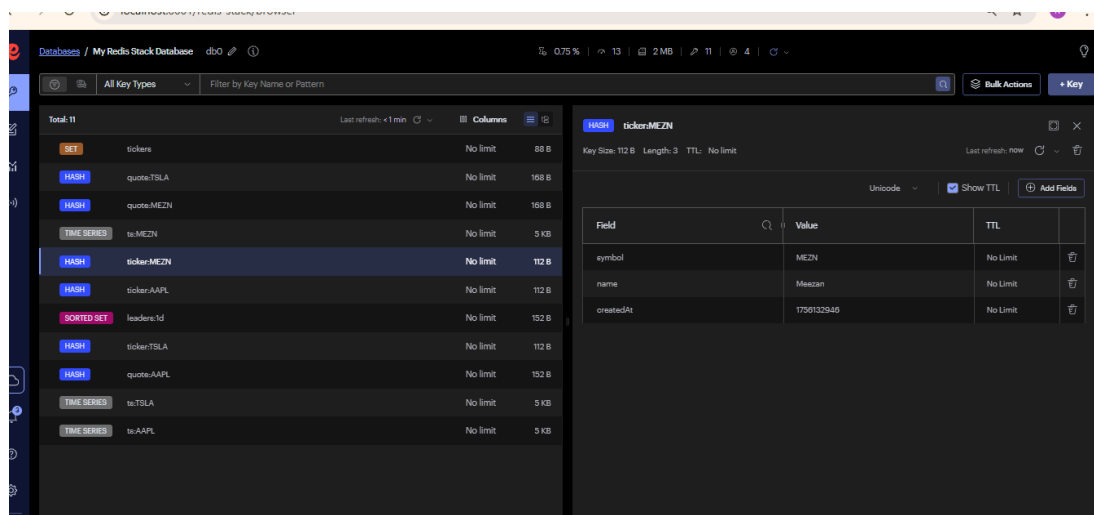 localhost:8001/redis-stack/browser
Databases / My Redis Stack Database db0
0.75 % 13 2 MB 11 4
All Key Types Filter by Key Name or Pattern Bulk Actions + Key
Total: 11 Last refresh: <1 min Columns
SET tickers No limit 88 B
HASH quote:TSLA No limit 168 B
HASH quote:MEZN No limit 168 B
TIME SERIES ts:MEZN No limit 5 KB
HASH ticker:MEZN No limit 112 B
HASH ticker:AAPL No limit 112 B
SORTED SET leaders:1d No limit 152 B
HASH ticker:TSLA No limit 112 B
HASH quote:AAPL No limit 152 B
TIME SERIES ts:TSLA No limit 5 KB
TIME SERIES ts:AAPL No limit 5 KB
HASH ticker:MEZN
Key Size: 112 B Length: 3 TTL: No limit Last refresh: now
Unicode Show TTL Add Fields
Field Value TTL
symbol MEZN No Limit
name Meezan No Limit
createdAt 1756132946 No Limit
3